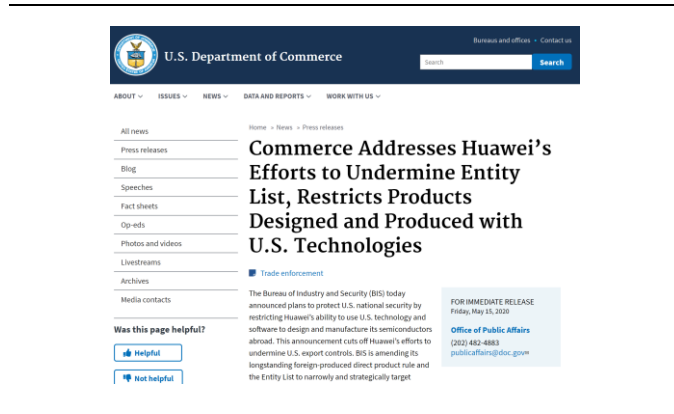 Bureaus and offices • Contact us
U.S. Department of Commerce
Search Search
ABOUT ISSUES NEWS DATA AND REPORTS WORK WITH US
All news
Press releases
Blog
Speeches
Fact sheets
Op-eds
Photos and videos
Livestreams
Archives
Media contacts
Was this page helpful?
Helpful
Not helpful
Home » News » Press releases
Commerce Addresses Huawei's
Efforts to Undermine Entity
List, Restricts Products
Designed and Produced with
U.S. Technologies
Trade enforcement
The Bureau of Industry and Security (BIS) today
announced plans to protect U.S. national security by
restricting Huawei's ability to use U.S. technology and
software to design and manufacture its semiconductors
abroad. This announcement cuts off Huawei's efforts to
undermine U.S. export controls. BIS is amending its
longstanding foreign-produced direct product rule and
the Entity List to narrowly and strategically target
FOR IMMEDIATE RELEASE
Friday, May 15, 2020
Office of Public Affairs
(202) 482-4883
publicaffairs@doc.gov